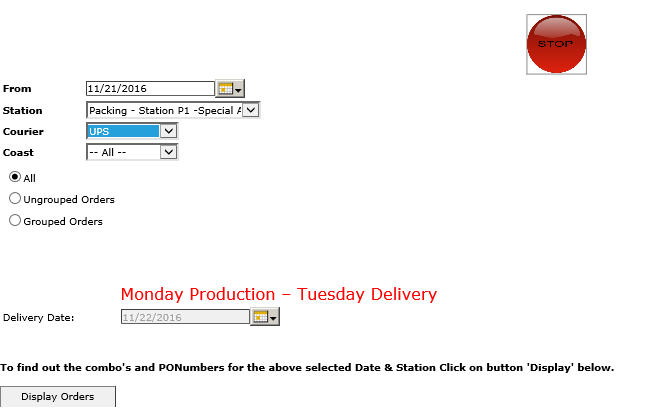 STOP
From 11/21/2016
Station Packing - Station P1 -Special A
Courier UPS
Coast -- All --
All
Ungrouped Orders
Grouped Orders
Monday Production – Tuesday Delivery
Delivery Date: 11/22/2016
To find out the combo's and PONumbers for the above selected Date & Station Click on button 'Display' below.
Display Orders